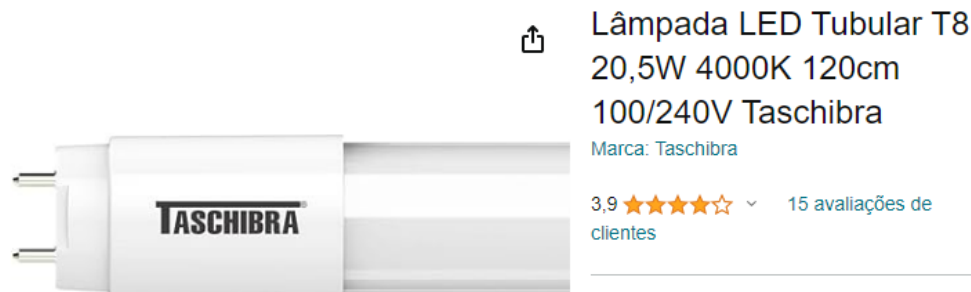 TASCHIBRA
Lâmpada LED Tubular T8
20,5W 4000K 120cm
100/240V Taschibra
Marca: Taschibra
3,9 15 avaliações de
clientes